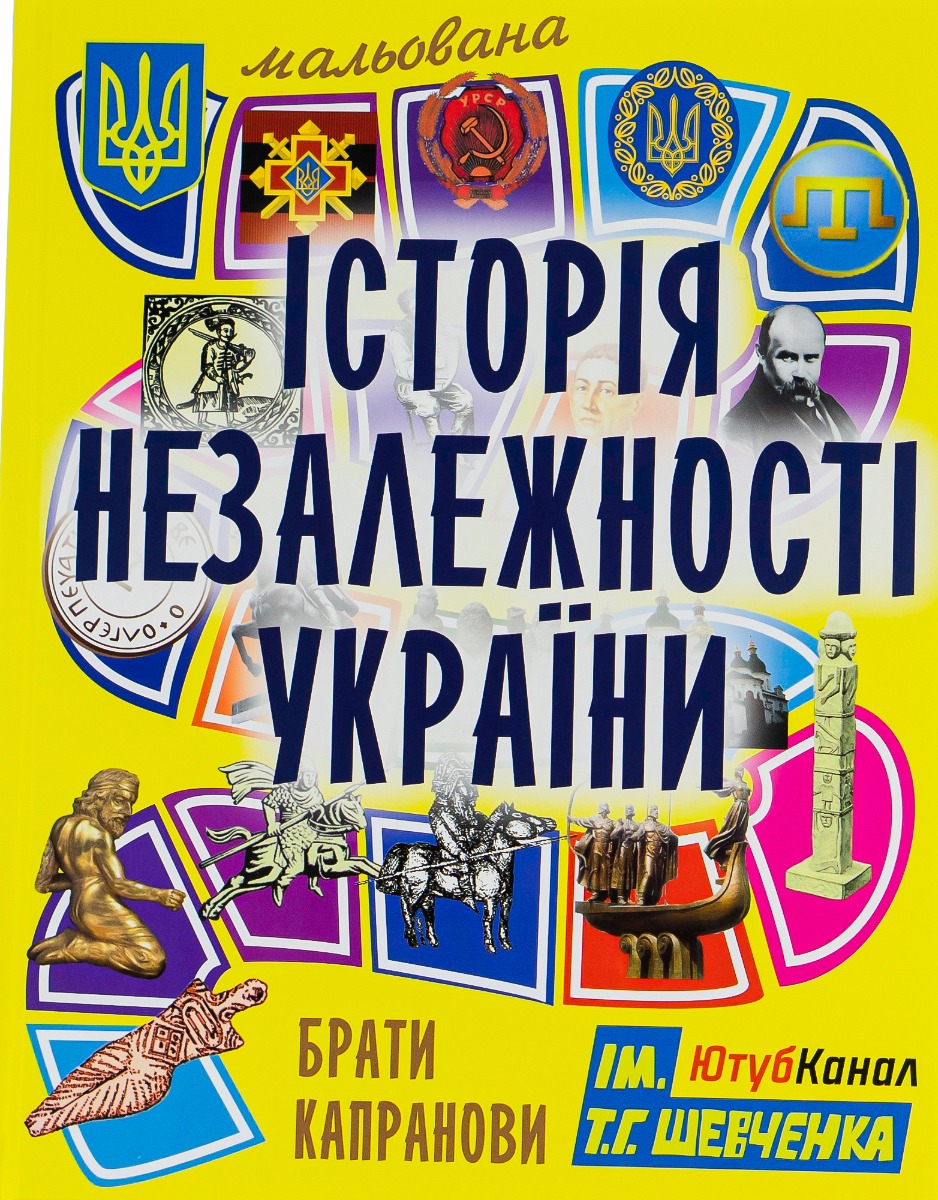 мальована
УРСР
ІСТОРІЯ
НЕЗАЛЕЖНОСТІ
УКРАЇНИ
БРАТИ
КАПРАНОВИ
ЮтубКанал
ІМ.
Т.Г. ШЕВЧЕНКА